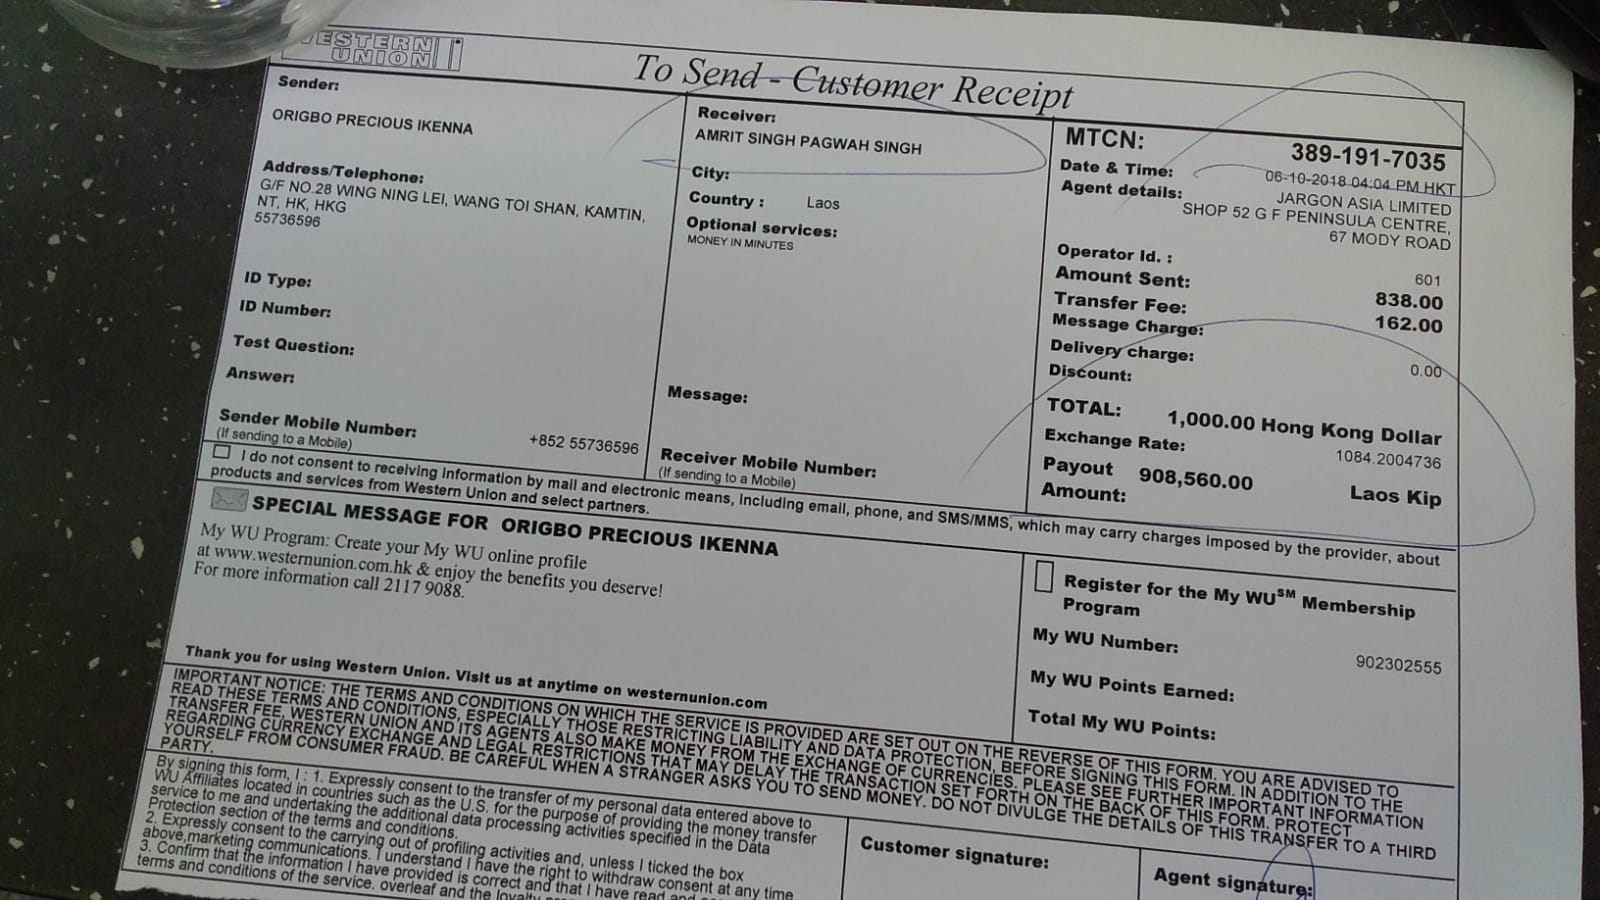 WESTERN
UNION
To Send - Customer Receipt
Sender:
ORIGBO PRECIOUS IKENNA
Address/Telephone:
G/F NO.28 WING NING LEI, WANG TOI SHAN, KAMTIN,
NT, HK, HKG
55736596
ID Type:
ID Number:
Test Question:
Answer:
Sender Mobile Number:
(If sending to a Mobile)
+852 55736596
Receiver:
AMRIT SINGH PAGWAH SINGH
City:
Country : Laos
Optional services:
MONEY IN MINUTES
Message:
Receiver Mobile Number:
(If sending to a Mobile)
MTCN: 389-191-7035
Date & Time: 06-10-2018 04:04 PM HKT
Agent details: JARGON ASIA LIMITED
SHOP 52 G F PENINSULA CENTRE,
67 MODY ROAD
Operator Id. : 601
Amount Sent: 838.00
Transfer Fee: 162.00
Message Charge:
Delivery charge: 0.00
Discount:
TOTAL: 1,000.00 Hong Kong Dollar
Exchange Rate: 1084.2004736
Payout Amount: 908,560.00 Laos Kip
I do not consent to receiving information by mail and electronic means, including email, phone, and SMS/MMS, which may carry charges imposed by the provider, about
products and services from Western Union and select partners.
SPECIAL MESSAGE FOR ORIGBO PRECIOUS IKENNA
My WU Program: Create your My WU online profile
at www.westernunion.com.hk & enjoy the benefits you deserve!
For more information call 2117 9088.
Thank you for using Western Union. Visit us at anytime on westernunion.com
Register for the My WU℠ Membership
Program
My WU Number: 902302555
My WU Points Earned:
Total My WU Points:
IMPORTANT NOTICE: THE TERMS AND CONDITIONS ON WHICH THE SERVICE IS PROVIDED ARE SET OUT ON THE REVERSE OF THIS FORM. YOU ARE ADVISED TO
READ THESE TERMS AND CONDITIONS, ESPECIALLY THOSE RESTRICTING LIABILITY AND DATA PROTECTION, BEFORE SIGNING THIS FORM. IN ADDITION TO THE
TRANSFER FEE, WESTERN UNION AND ITS AGENTS ALSO MAKE MONEY FROM THE EXCHANGE OF CURRENCIES. PLEASE SEE FURTHER IMPORTANT INFORMATION
REGARDING CURRENCY EXCHANGE AND LEGAL RESTRICTIONS THAT MAY DELAY THE TRANSACTION SET FORTH ON THE BACK OF THIS FORM. PROTECT
YOURSELF FROM CONSUMER FRAUD. BE CAREFUL WHEN A STRANGER ASKS YOU TO SEND MONEY. DO NOT DIVULGE THE DETAILS OF THIS TRANSFER TO A THIRD
PARTY.
By signing this form, I : 1. Expressly consent to the transfer of my personal data entered above to
WU Affiliates located in countries such as the U.S. for the purpose of providing the money transfer
service to me and undertaking the additional data processing activities specified in the Data
Protection section of the terms and conditions.
2. Expressly consent to the carrying out of profiling activities and, unless I ticked the box
above,marketing communications. I understand I have the right to withdraw consent at any time
3. Confirm that the information I have provided is correct and that I have read and
terms and conditions of the service. overleaf and the
Customer signature:
Agent signature: